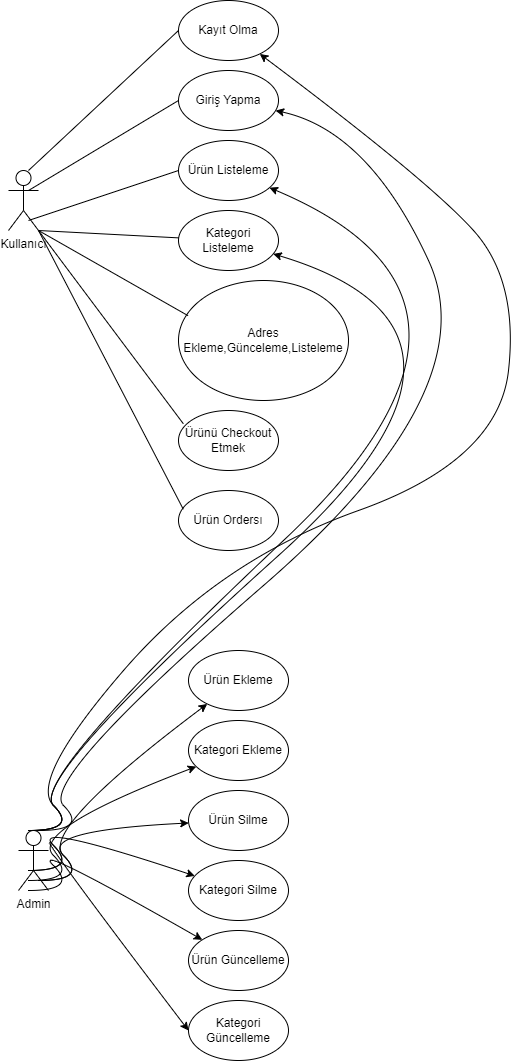 Kayıt Olma
Giriş Yapma
Ürün Listeleme
Kategori
Listeleme
Kullanıcı
Adres
Ekleme,Günceleme,Listeleme
Ürünü Checkout
Etmek
Ürün Ordersı
Ürün Ekleme
Kategori Ekleme
Ürün Silme
Kategori Silme
Admin
Ürün Güncelleme
Kategori
Güncelleme